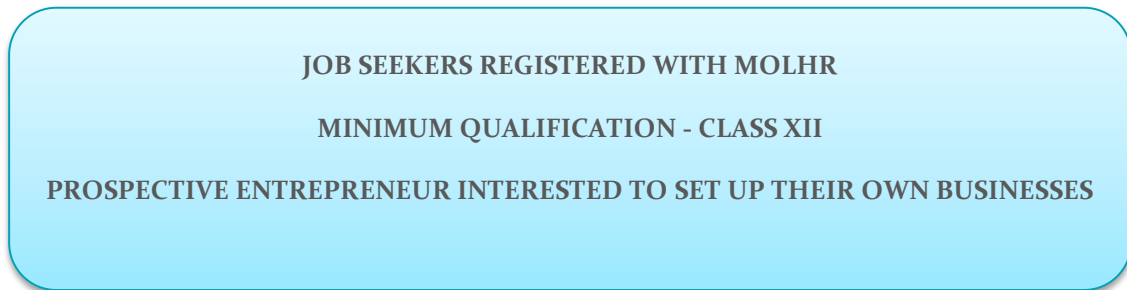 JOB SEEKERS REGISTERED WITH MOLHR
MINIMUM QUALIFICATION - CLASS XII
PROSPECTIVE ENTREPRENEUR INTERESTED TO SET UP THEIR OWN BUSINESSES